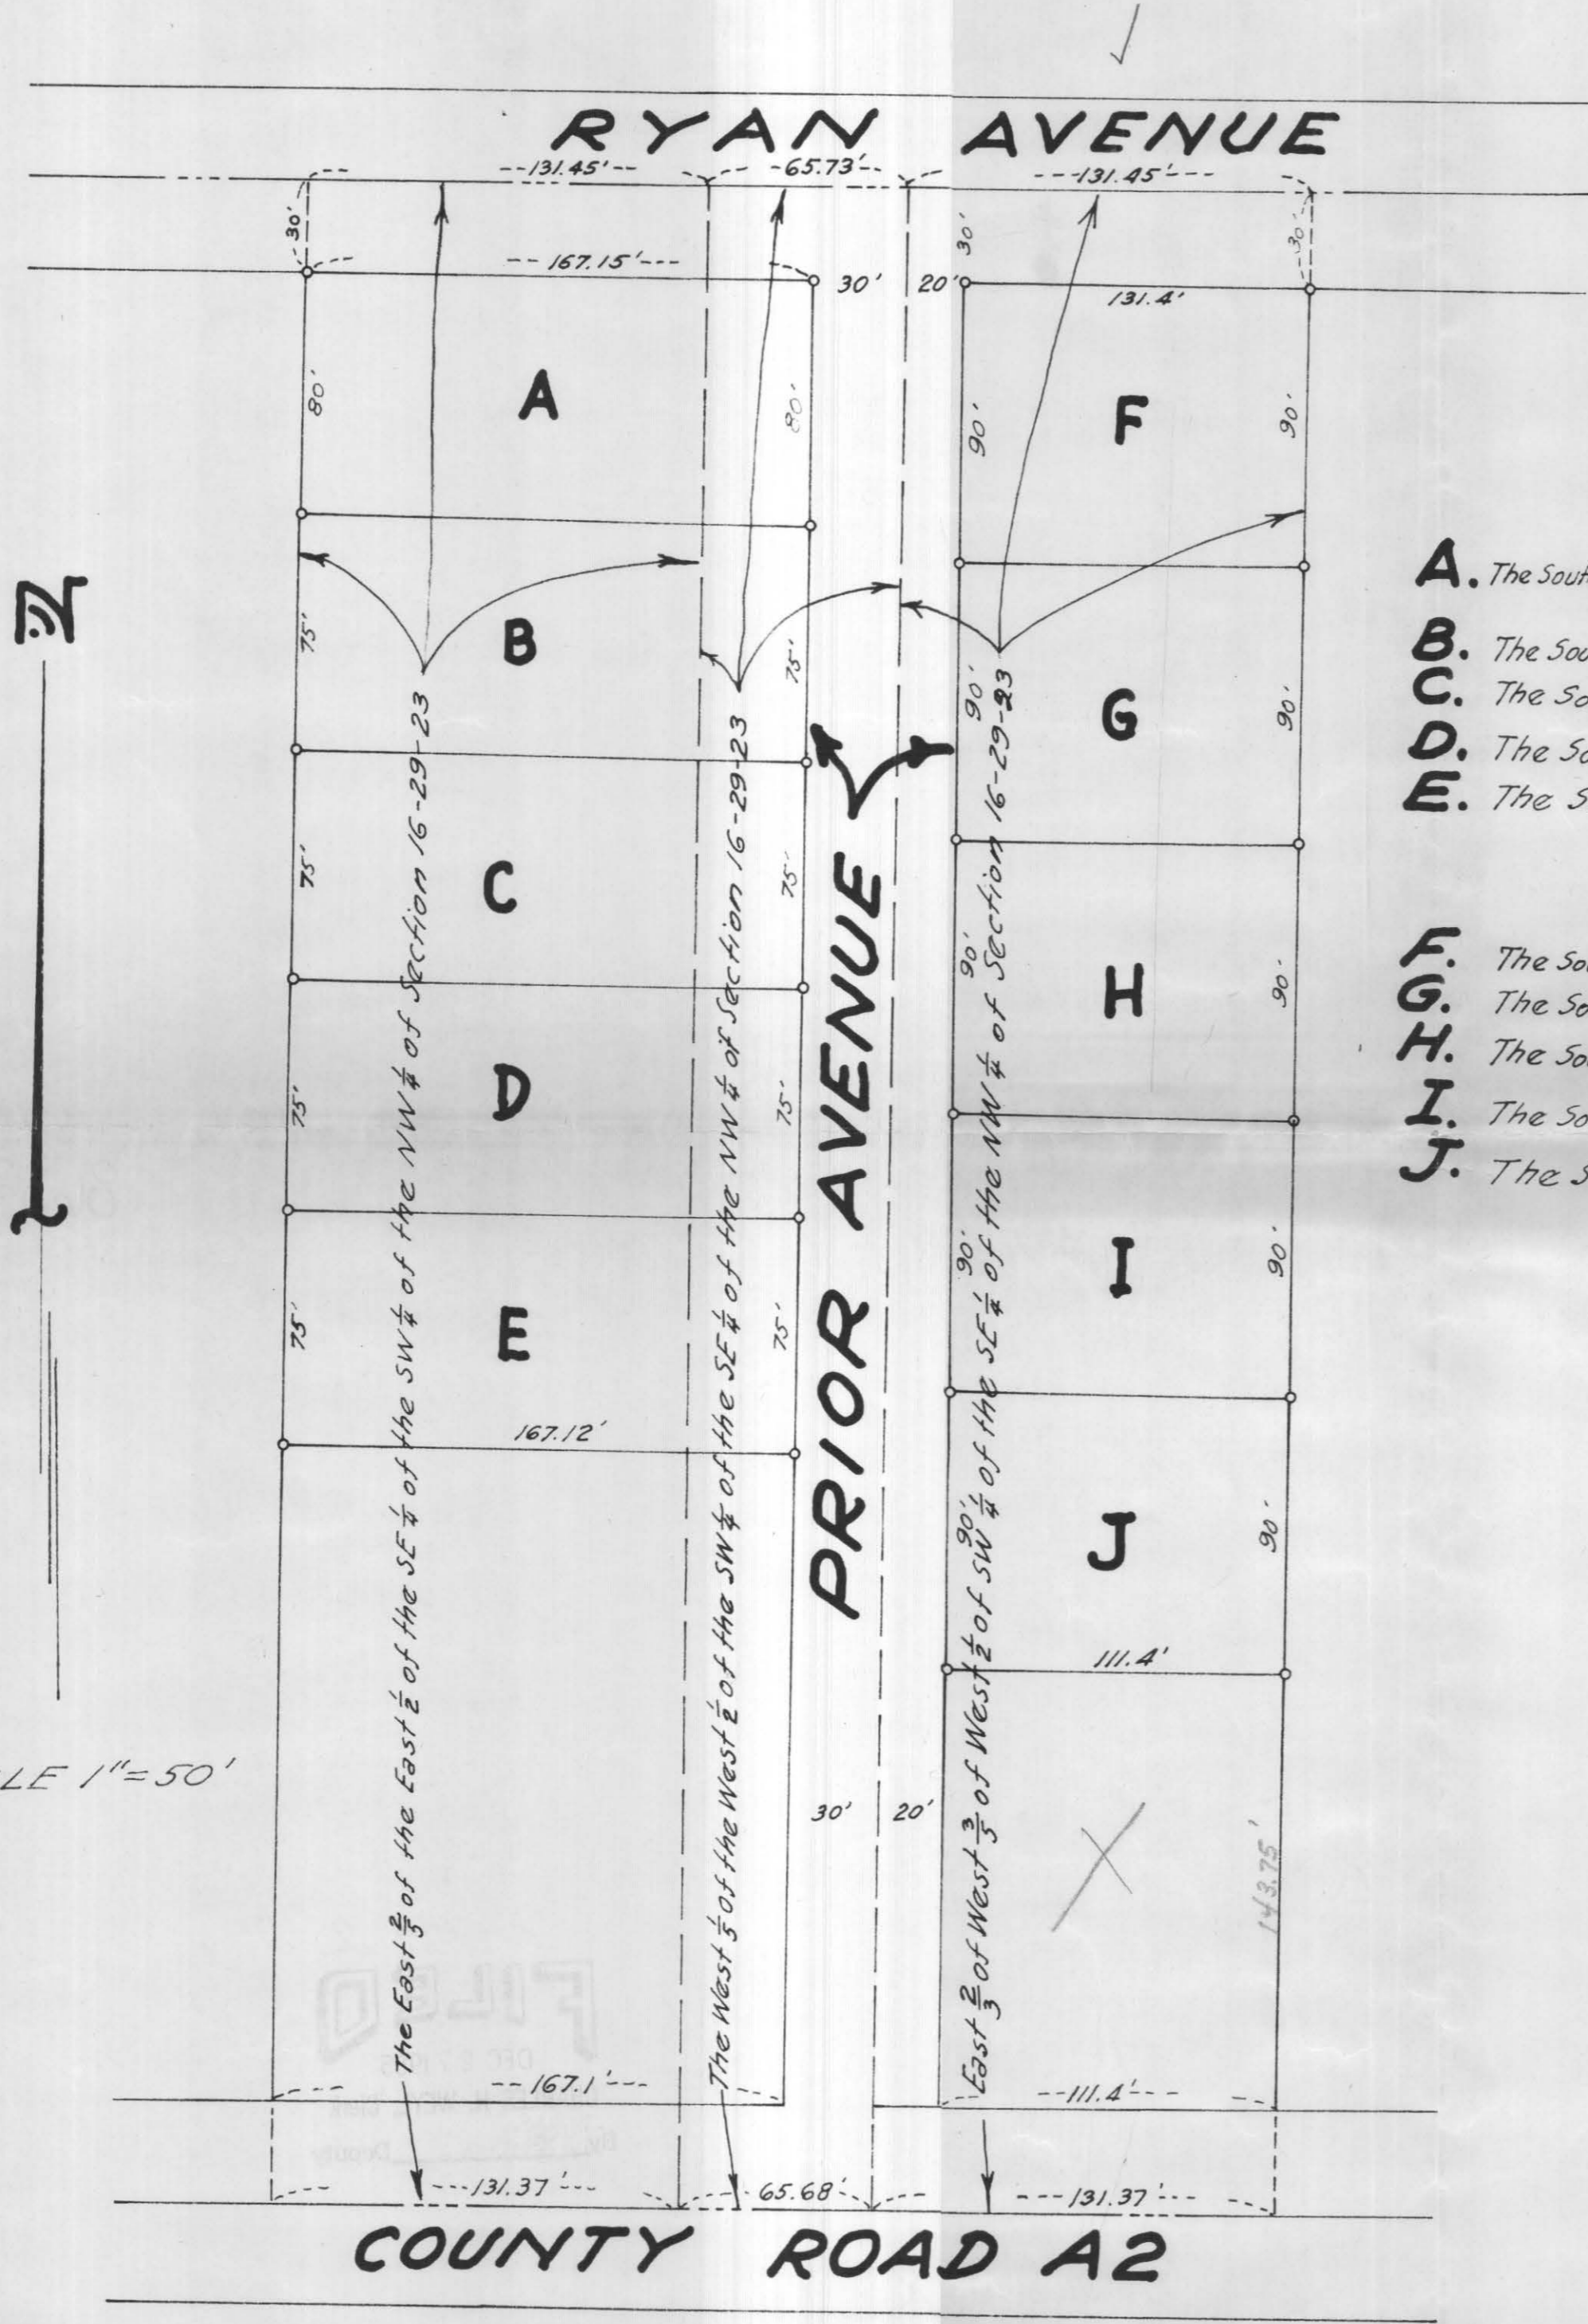 RYAN AVENUE
131.45' 65.73' 131.45'
30' 30' 30'
167.15' 30' 20' 131.4'
80' A 80' 90' F 90'
75' B 75' 90' G 90'
75' C 75' 90' H 90'
75' D 75' 90' I 90'
75' E 75' 90' J 90'
167.12'
111.4'
PRIOR AVENUE
The East 2/5 of the East 1/2 of the SE 1/4 of the SW 1/4 of the NW 1/4 of Section 16-29-23
The West 1/5 of the West 1/2 of the SW 1/4 of the SE 1/4 of the NW 1/4 of Section 16-29-23
East 2/3 of West 3/5 of West 1/2 of SW 1/4 of the SE 1/4 of the NW 1/4 of Section 16-29-23
A. The Sout
B. The Sou
C. The So
D. The So
E. The S
F. The So
G. The So
H. The So
I. The So
J. The S
LE 1"=50'
30' 20'
143.75'
FILED
167.1' 111.4'
Deputy
131.37' 65.68' 131.37'
COUNTY ROAD A2